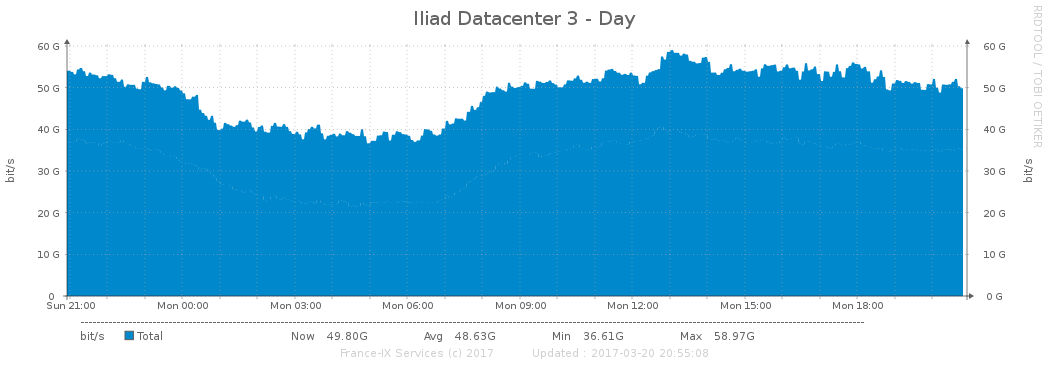 Iliad Datacenter 3 - Day
RRDTOOL / TOBI OETIKER
60 G 60 G
50 G 50 G
40 G 40 G
30 G 30 G
20 G 20 G
10 G 10 G
0 0 G
bit/s bit/s
Sun 21:00 Mon 00:00 Mon 03:00 Mon 06:00 Mon 09:00 Mon 12:00 Mon 15:00 Mon 18:00
bit/s Total Now 49.80G Avg 48.63G Min 36.61G Max 58.97G
France-IX Services (c) 2017 Updated : 2017-03-20 20:55:08